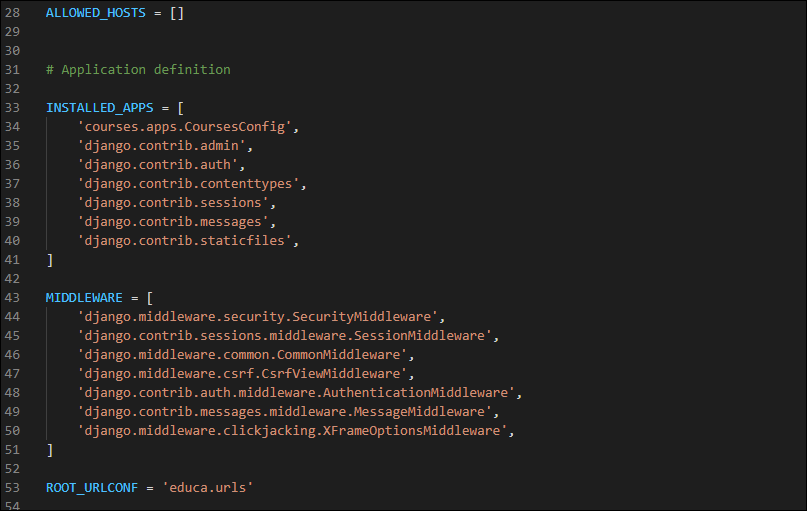 28 ALLOWED_HOSTS = []
29
30
31 # Application definition
32
33 INSTALLED_APPS = [
34     'courses.apps.CoursesConfig',
35     'django.contrib.admin',
36     'django.contrib.auth',
37     'django.contrib.contenttypes',
38     'django.contrib.sessions',
39     'django.contrib.messages',
40     'django.contrib.staticfiles',
41 ]
42
43 MIDDLEWARE = [
44     'django.middleware.security.SecurityMiddleware',
45     'django.contrib.sessions.middleware.SessionMiddleware',
46     'django.middleware.common.CommonMiddleware',
47     'django.middleware.csrf.CsrfViewMiddleware',
48     'django.contrib.auth.middleware.AuthenticationMiddleware',
49     'django.contrib.messages.middleware.MessageMiddleware',
50     'django.middleware.clickjacking.XFrameOptionsMiddleware',
51 ]
52
53 ROOT_URLCONF = 'educa.urls'
54